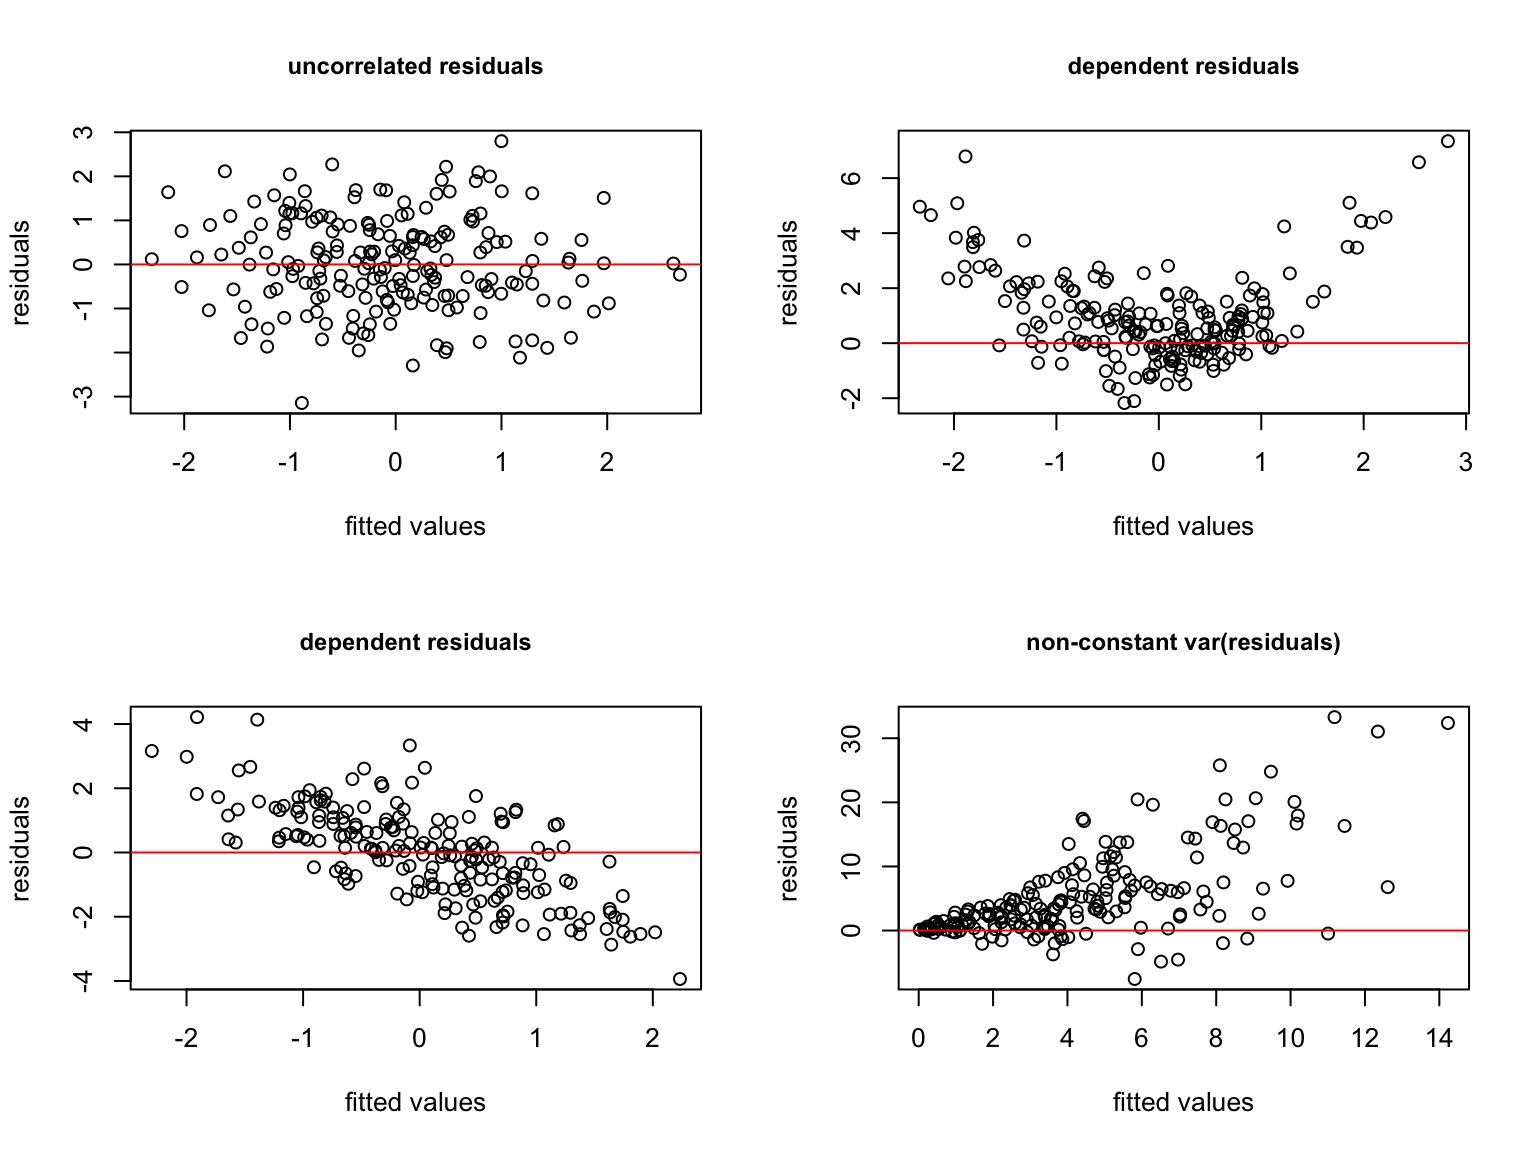 uncorrelated residuals
residuals
3
2
1
0
-1
-3
-2 -1 0 1 2
fitted values
dependent residuals
residuals
6
4
2
0
-2
-2 -1 0 1 2 3
fitted values
dependent residuals
residuals
4
2
0
-2
-4
-2 -1 0 1 2
fitted values
non-constant var(residuals)
residuals
30
20
10
0
0 2 4 6 8 10 12 14
fitted values